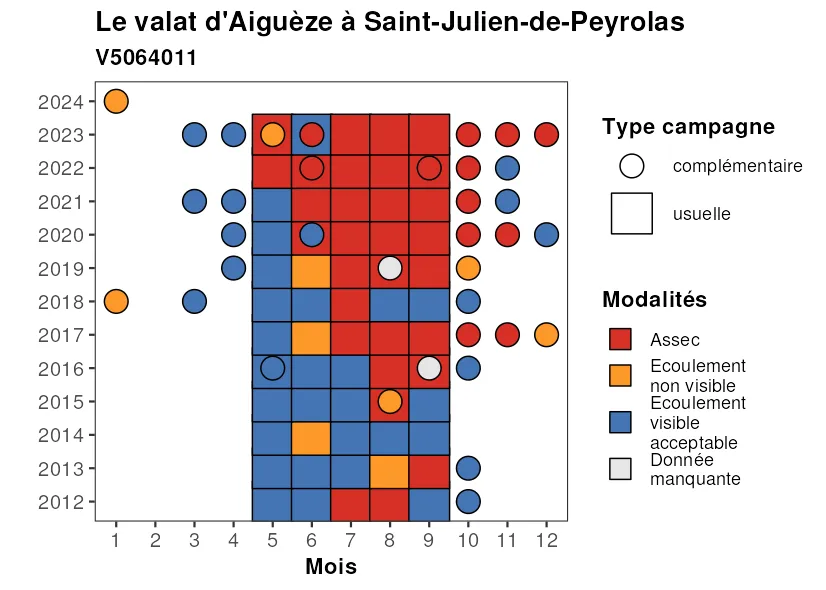 Le valat d'Aiguèze à Saint-Julien-de-Peyrolas
V5064011
2024
2023
2022
2021
2020
2019
2018
2017
2016
2015
2014
2013
2012
1 2 3 4 5 6 7 8 9 10 11 12
Mois
Type campagne
complémentaire
usuelle
Modalités
Assec
Ecoulement
non visible
Ecoulement
visible
acceptable
Donnée
manquante